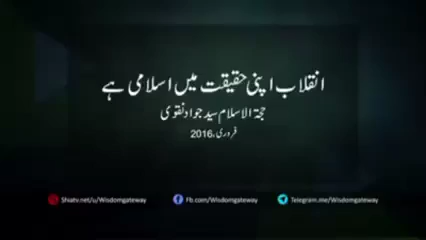 انقلاب اپنی حقیقت میں اسلامی ہے
حجۃ الاسلام سید جواد نقوی
فروری، 2016
Shiatv.net/u/Wisdomgateway Fb.com/Wisdomgateway Telegram.me/Wisdomgateway